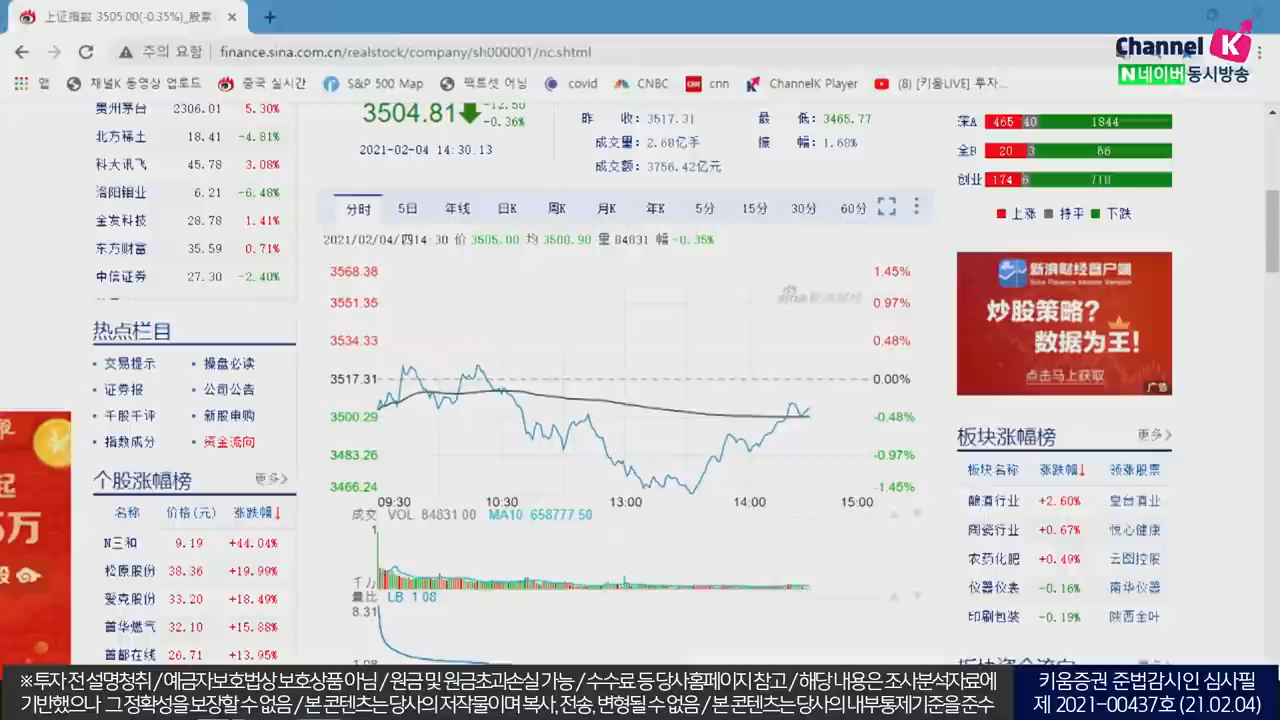 上证指数 3505.00(-0.35%)_股票
주의 요함 finance.sina.com.cn/realstock/company/sh000001/nc.shtml
Channel K
N네이버 동시방송
앱 채널K 동영상 업로드 중국 실시간 S&P 500 Map 팩트셋 어닝 covid CNBC cnn ChannelK Player (8) [키움LIVE] 투자...
贵州茅台 2306.01 5.30%
北方稀土 18.41 -4.81%
科大讯飞 45.78 3.08%
洛阳钼业 6.21 -6.48%
金发科技 28.78 1.41%
东方财富 35.59 0.71%
中信证券 27.30 -2.40%
3504.81 -12.50
-0.36%
2021-02-04 14:30:13
昨 收: 3517.31 最 低: 3465.77
成交量: 2.68亿手 振 幅: 1.68%
成交额: 3756.42亿元
深A 465 40 1844
全B 20 3 66
创业 174 6 710
上涨 持平 下跌
分时 5日 年线 日K 周K 月K 年K 5分 15分 30分 60分
2021/02/04/四14:30 价 3505.00 均 3500.90 量 84831 幅 -0.35%
3568.38 1.45%
3551.35 0.97%
3534.33 0.48%
3517.31 0.00%
3500.29 -0.48%
3483.26 -0.97%
3466.24 -1.45%
09:30 10:30 13:00 14:00 15:00
sina 新浪财经
成交 VOL 84831.00 MA10 658777.50
1
千万
量比 LB 1.08
8.31
1.08
热点栏目
交易提示 操盘必读
证券报 公司公告
千股千评 新股申购
指数成分 资金流向
个股涨幅榜 更多
名称 价格(元) 涨跌幅↓
N三和 9.19 +44.04%
松原股份 38.36 +19.99%
爱克股份 33.20 +18.49%
首华燃气 32.10 +15.88%
首都在线 26.71 +13.95%
新浪财经客户端
Sina Finance Mobile Version
炒股策略?
数据为王!
点击马上获取
广告
板块涨幅榜 更多
板块名称 涨跌幅↓ 领涨股票
酿酒行业 +2.60% 皇台酒业
陶瓷行业 +0.67% 悦心健康
农药化肥 +0.49% 云图控股
仪器仪表 -0.16% 南华仪器
印刷包装 -0.19% 陕西金叶
板块资金流向
起
万
股
※ 투자 전 설명청취 / 예금자보호법상 보호상품 아님 / 원금 및 원금초과손실 가능 / 수수료 등 당사홈페이지 참고 / 해당 내용은 조사분석자료에
기반했으나 그 정확성을 보장할 수 없음 / 본 콘텐츠는 당사의 저작물이며 복사, 전송, 변형될 수 없음 / 본 콘텐츠는 당사의 내부통제기준을 준수
키움증권 준법감시인 심사필
제 2021-00437호 (21.02.04)